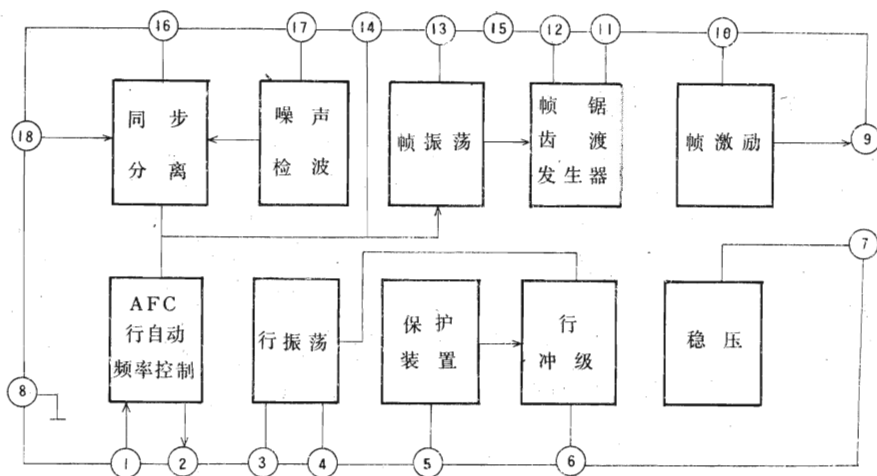 16 17 14 13 15 12 11 10
18
同步
分离
噪声
检波
帧振荡
帧锯
齿渡
发生器
帧激励
9
7
AFC
行自动
频率控制
行振荡
保护
装置
行
冲级
稳压
8
1 2 3 4 5 6